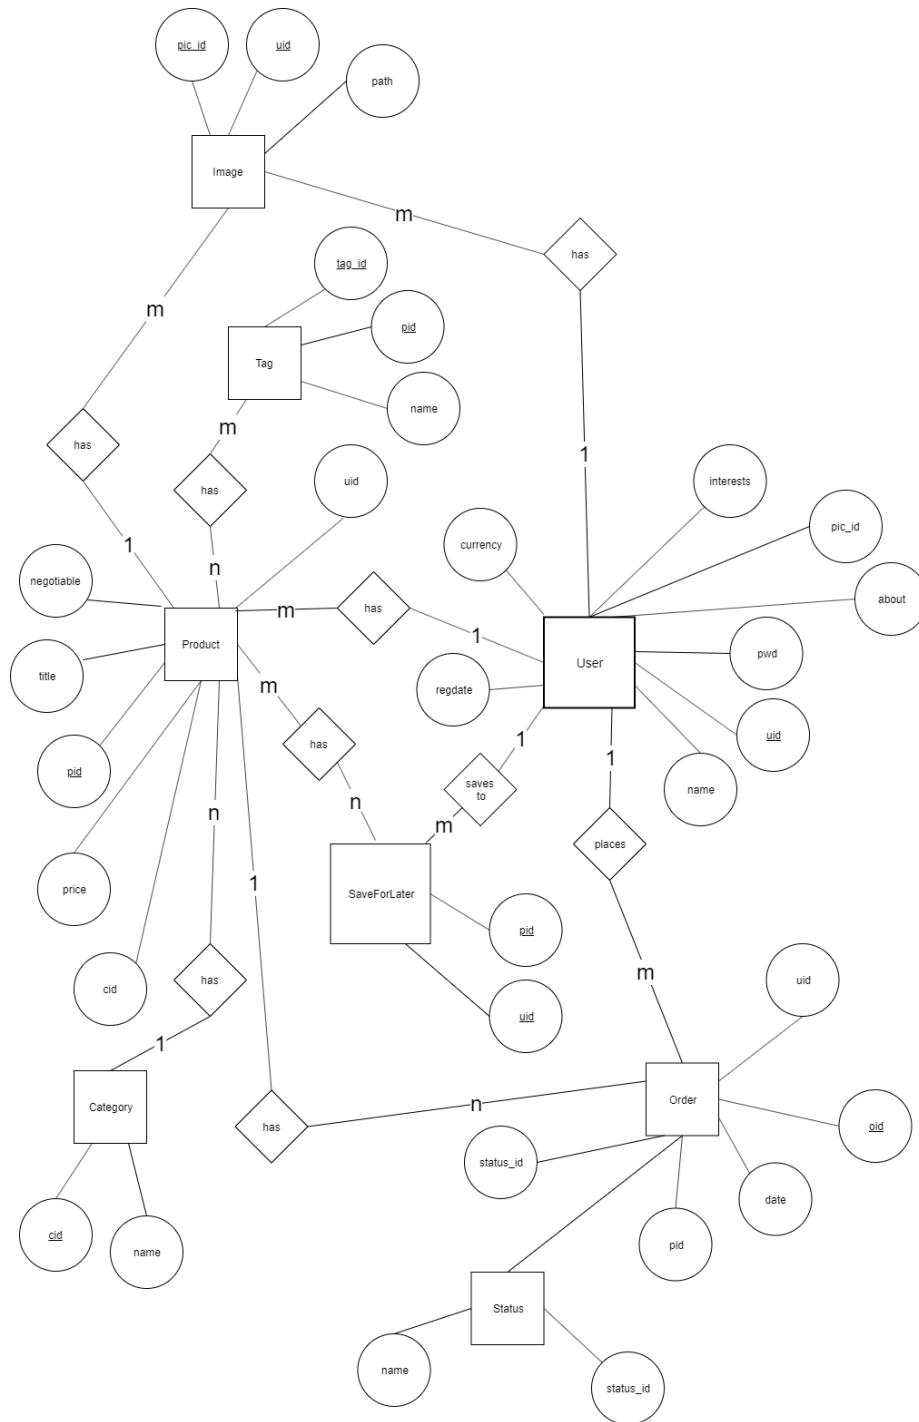 pic_id
uid
path
Image
m
has
m
tag_id
pid
Tag
name
m
has
1
has
uid
interests
pic_id
currency
1
n
negotiable
about
m
has
1
Product
User
pwd
title
regdate
m
uid
has
1
pid
saves
to
name
1
n
n
m
places
price
1
SaveForLater
pid
m
has
uid
cid
uid
1
Category
n
Order
has
oid
status_id
date
cid
name
pid
Status
name
status_id